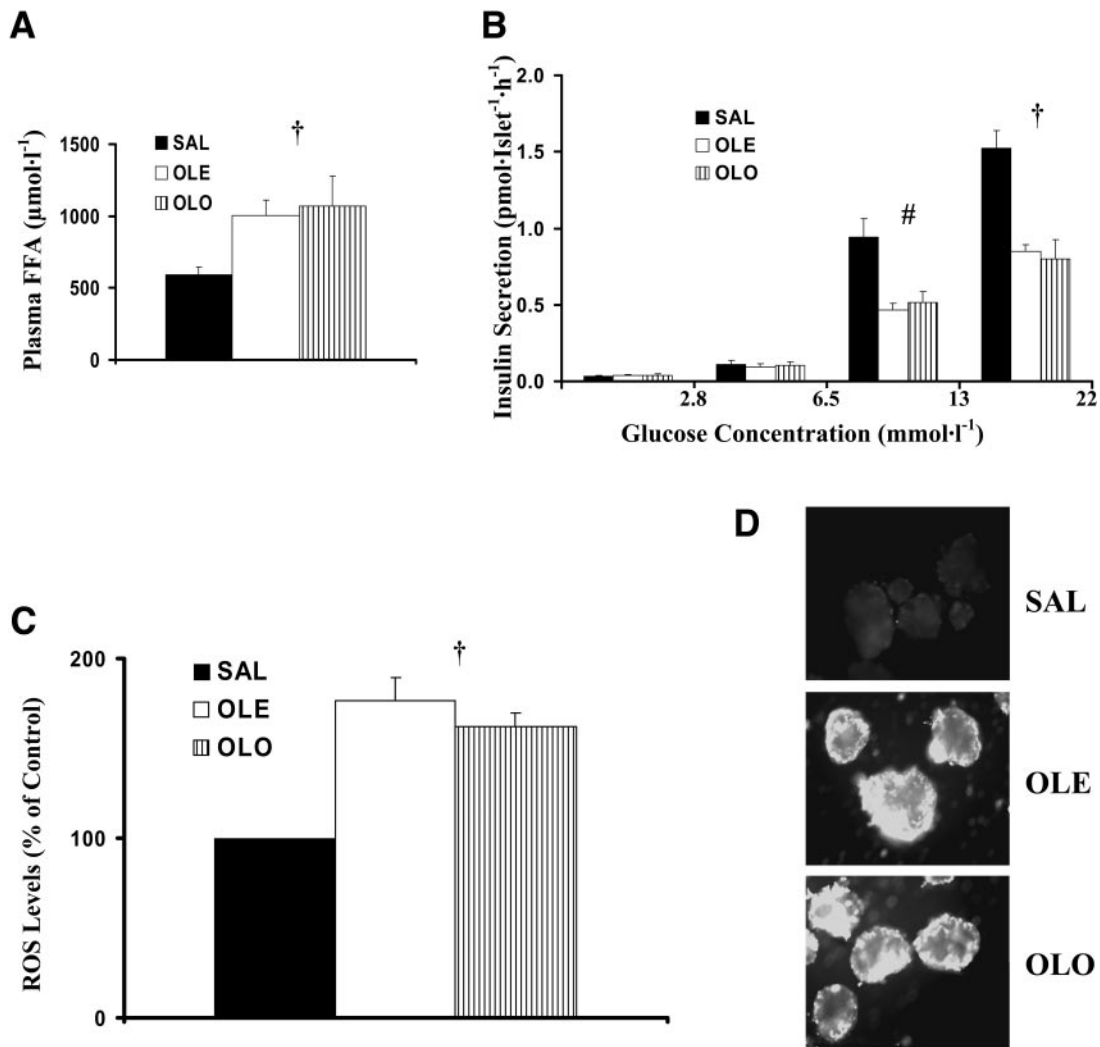 A
Plasma FFA (µmol·l⁻¹)
1500
1000
500
0
SAL
OLE
OLO
†
B
Insulin Secretion (pmol·Islet⁻¹·h⁻¹)
2.0
1.5
1.0
0.5
0.0
SAL
OLE
OLO
#
†
2.8 6.5 13 22
Glucose Concentration (mmol·l⁻¹)
C
ROS Levels (% of Control)
200
100
0
SAL
OLE
OLO
†
D
SAL
OLE
OLO